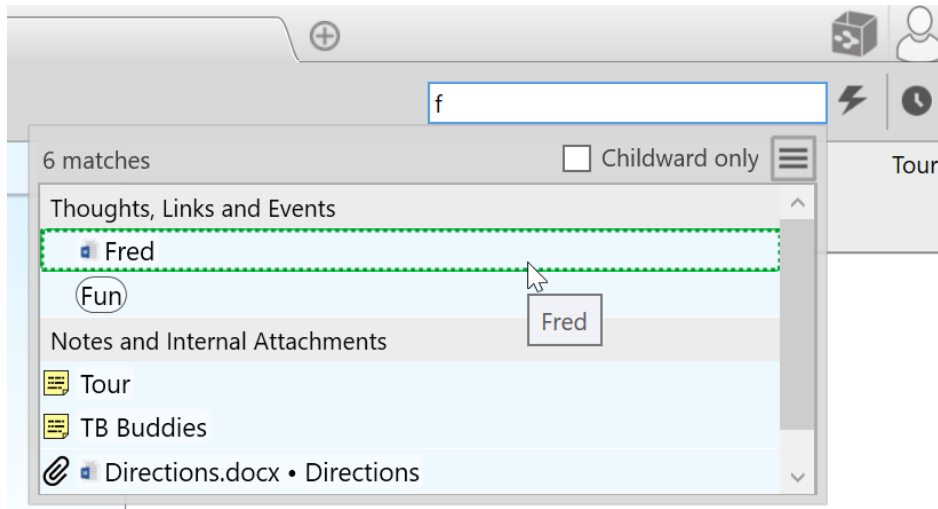 f
6 matches
Childward only
Tour
Thoughts, Links and Events
Fred
Fun
Fred
Notes and Internal Attachments
Tour
TB Buddies
Directions.docx • Directions